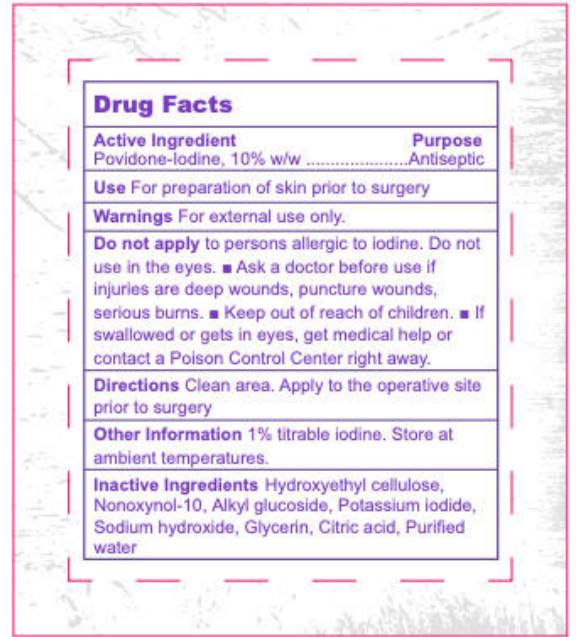 Drug Facts
Active Ingredient Purpose
Povidone-Iodine, 10% w/w .....................Antiseptic
Use For preparation of skin prior to surgery
Warnings For external use only.
Do not apply to persons allergic to iodine. Do not
use in the eyes. ■ Ask a doctor before use if
injuries are deep wounds, puncture wounds,
serious burns. ■ Keep out of reach of children. ■ If
swallowed or gets in eyes, get medical help or
contact a Poison Control Center right away.
Directions Clean area. Apply to the operative site
prior to surgery
Other Information 1% titrable iodine. Store at
ambient temperatures.
Inactive Ingredients Hydroxyethyl cellulose,
Nonoxynol-10, Alkyl glucoside, Potassium iodide,
Sodium hydroxide, Glycerin, Citric acid, Purified
water